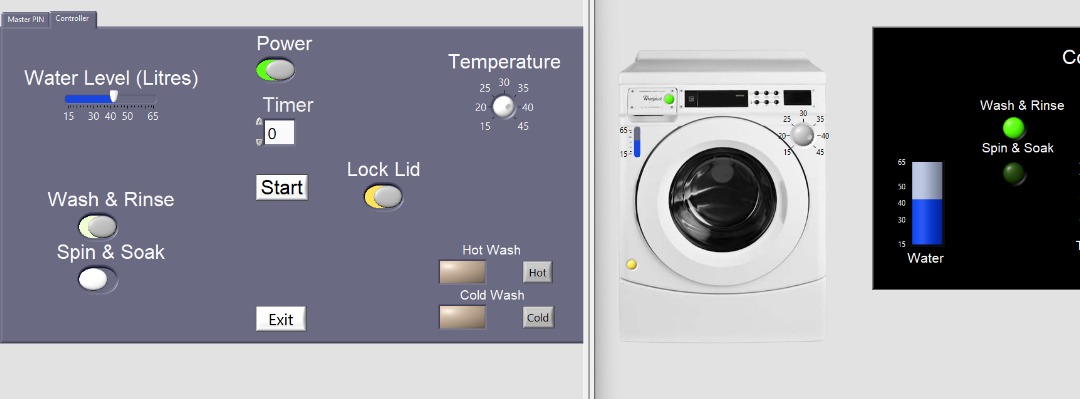 Master PIN
Controller
Water Level (Litres)
15 30 40 50 65
Power
Timer
0
Start
Temperature
15 20 25 30 35 40 45
Lock Lid
Wash & Rinse
Spin & Soak
Hot Wash
Hot
Cold Wash
Cold
Exit
Whirlpool
65
15
15 20 25 30 35 40 45
Co
Wash & Rinse
Spin & Soak
65
50
40
30
15
Water
T